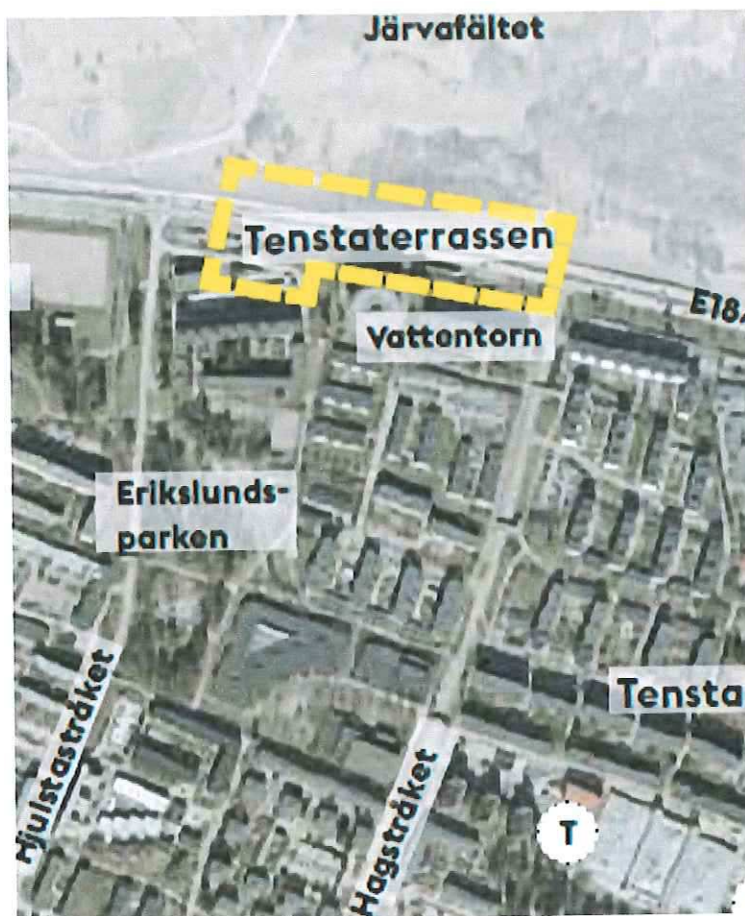 Järvafältet
Tenstaterrassen
E18
Vattentorn
Erikslunds-
parken
Tensta
Hjulstastråket
Hagstråket
T